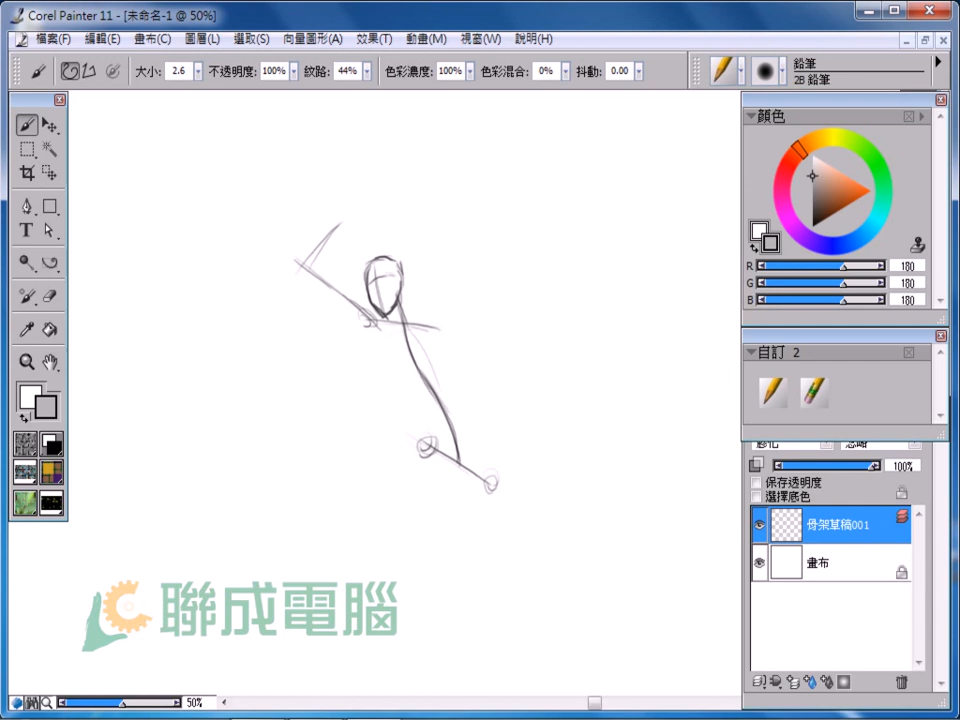 Corel Painter 11 - [未命名-1 @ 50%]
檔案(F) 編輯(E) 畫布(C) 圖層(L) 選取(S) 向量圖形(A) 效果(T) 動畫(M) 視窗(W) 說明(H)
大小: 2.6 不透明度: 100% 紋路: 44% 色彩濃度: 100% 色彩混合: 0% 抖動: 0.00
鉛筆
2B 鉛筆
顏色
R 180
G 180
B 180
自訂 2
100%
保存透明度
選擇底色
骨架草稿001
畫布
聯成電腦
50%